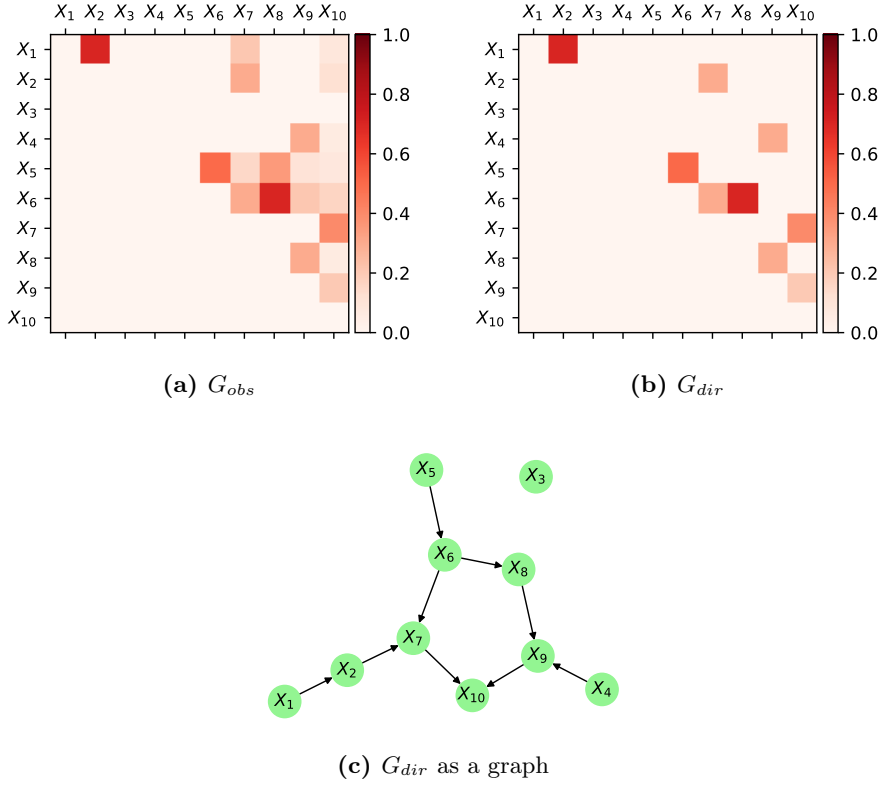 X₁ X₂ X₃ X₄ X₅ X₆ X₇ X₈ X₉ X₁₀
X₁
X₂
X₃
X₄
X₅
X₆
X₇
X₈
X₉
X₁₀
1.0
0.8
0.6
0.4
0.2
0.0
(a) G_obs
X₁ X₂ X₃ X₄ X₅ X₆ X₇ X₈ X₉ X₁₀
X₁
X₂
X₃
X₄
X₅
X₆
X₇
X₈
X₉
X₁₀
1.0
0.8
0.6
0.4
0.2
0.0
(b) G_dir
X₅
X₃
X₆
X₈
X₇
X₉
X₂
X₄
X₁₀
X₁
(c) G_dir as a graph